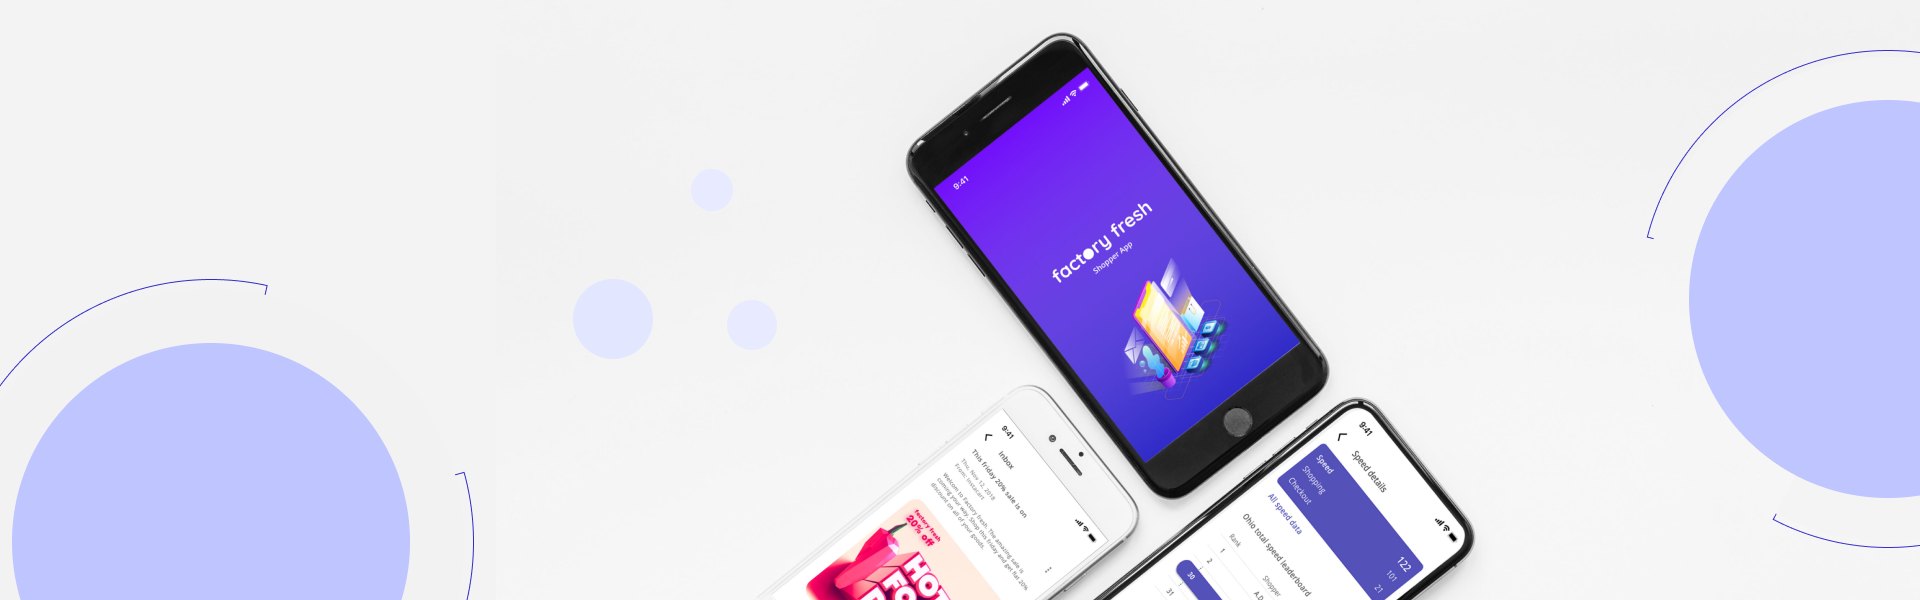 9:41
factory fresh
Shopper App
9:41
Inbox
This friday 20% sale is on
Thu, Nov 12, 2018
From: Instacart
Welcom to Factory fresh. The amazing sale is
coming your way. Shop this friday and get flat 20%
discount on all of your goods.
factory fresh
20% off
HOT
FO
9:41
Speed details
Speed
122
Shopping
101
Checkout
21
All speed data
Ohio total speed leaderboard
Rank
Shopper
1
A.D
2
30
31